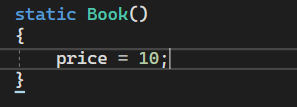 static Book()
{
    price = 10;
}